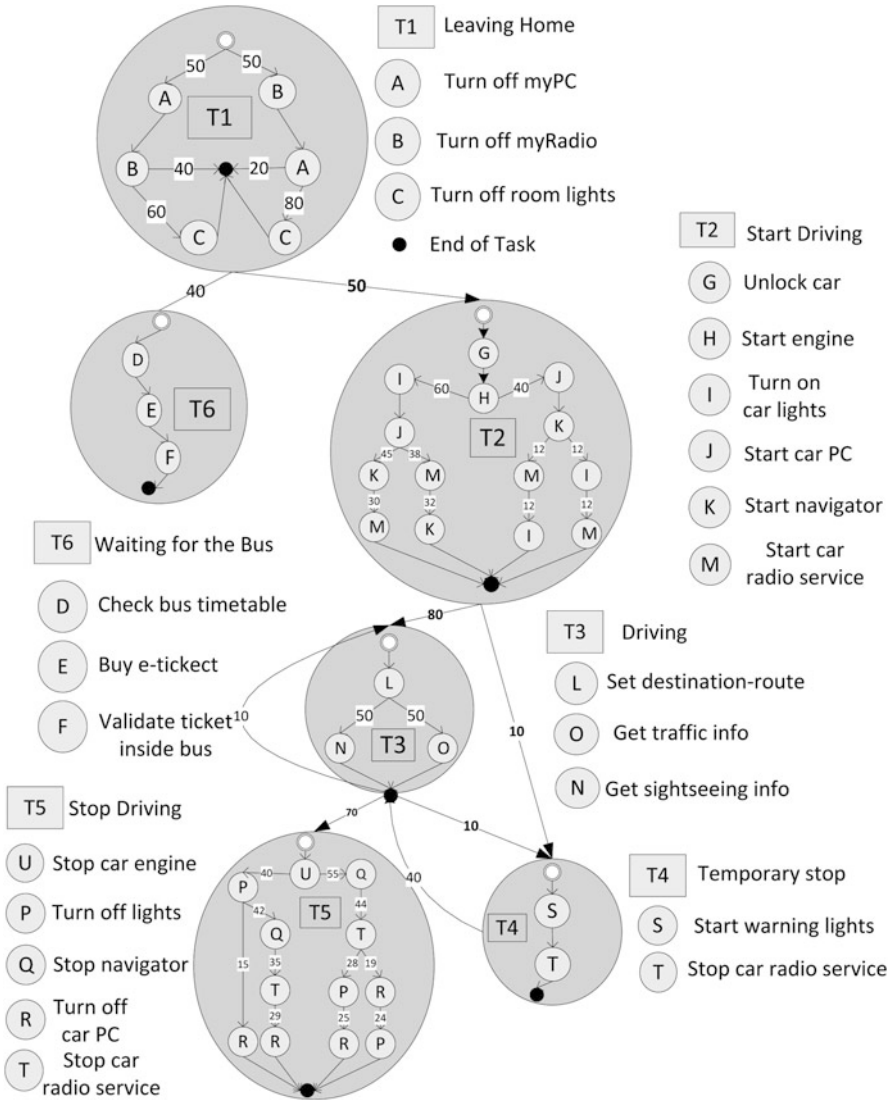 T1 Leaving Home
A Turn off myPC
B Turn off myRadio
C Turn off room lights
End of Task
50 50
A B
T1
B 40 20 A
60 80
C C
40
50
T2 Start Driving
G Unlock car
H Start engine
I Turn on
car lights
J Start car PC
K Start navigator
M Start car
radio service
D
E T6
F
G
I 60 H 40 J
J T2 K
45 38 12 12
K M M I
30 32 12 12
M K I M
T6 Waiting for the Bus
D Check bus timetable
E Buy e-tickect
F Validate ticket
inside bus
80
10
10
L
50 50
N T3 O
T3 Driving
L Set destination-route
O Get traffic info
N Get sightseeing info
70
10
40
T5 Stop Driving
U Stop car engine
P Turn off lights
Q Stop navigator
R Turn off
car PC
T Stop car
radio service
P 40 U 55 Q
42 T5 44
Q T
15 35 28 19
T P R
29 25 24
R R R P
S
T4
T
T4 Temporary stop
S Start warning lights
T Stop car radio service